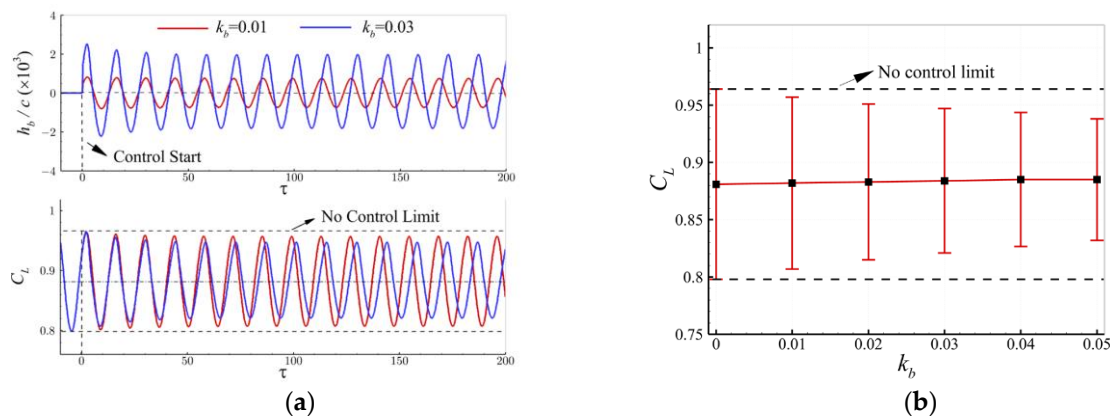 k_b=0.01 k_b=0.03
h_b / c (×10³)
4
2
0
−2
−4
Control Start
0 50 100 150 200
τ
No Control Limit
C_L
1
0.9
0.8
0 50 100 150 200
τ
(a)
No control limit
C_L
1
0.95
0.9
0.85
0.8
0.75
0 0.01 0.02 0.03 0.04 0.05
k_b
(b)